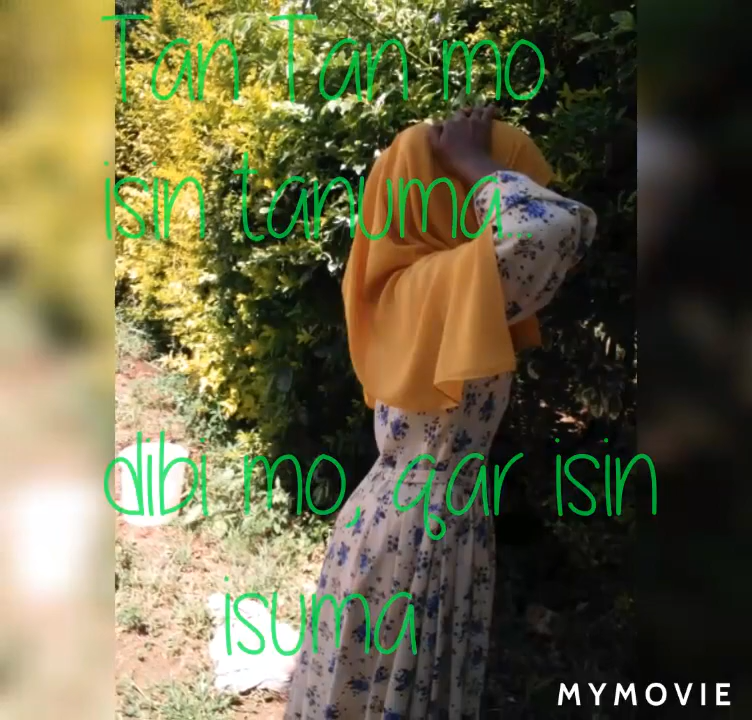 Tan Tan mo
isin tanuma...
dibi mo, qar isin
isuma
MYMOVIE